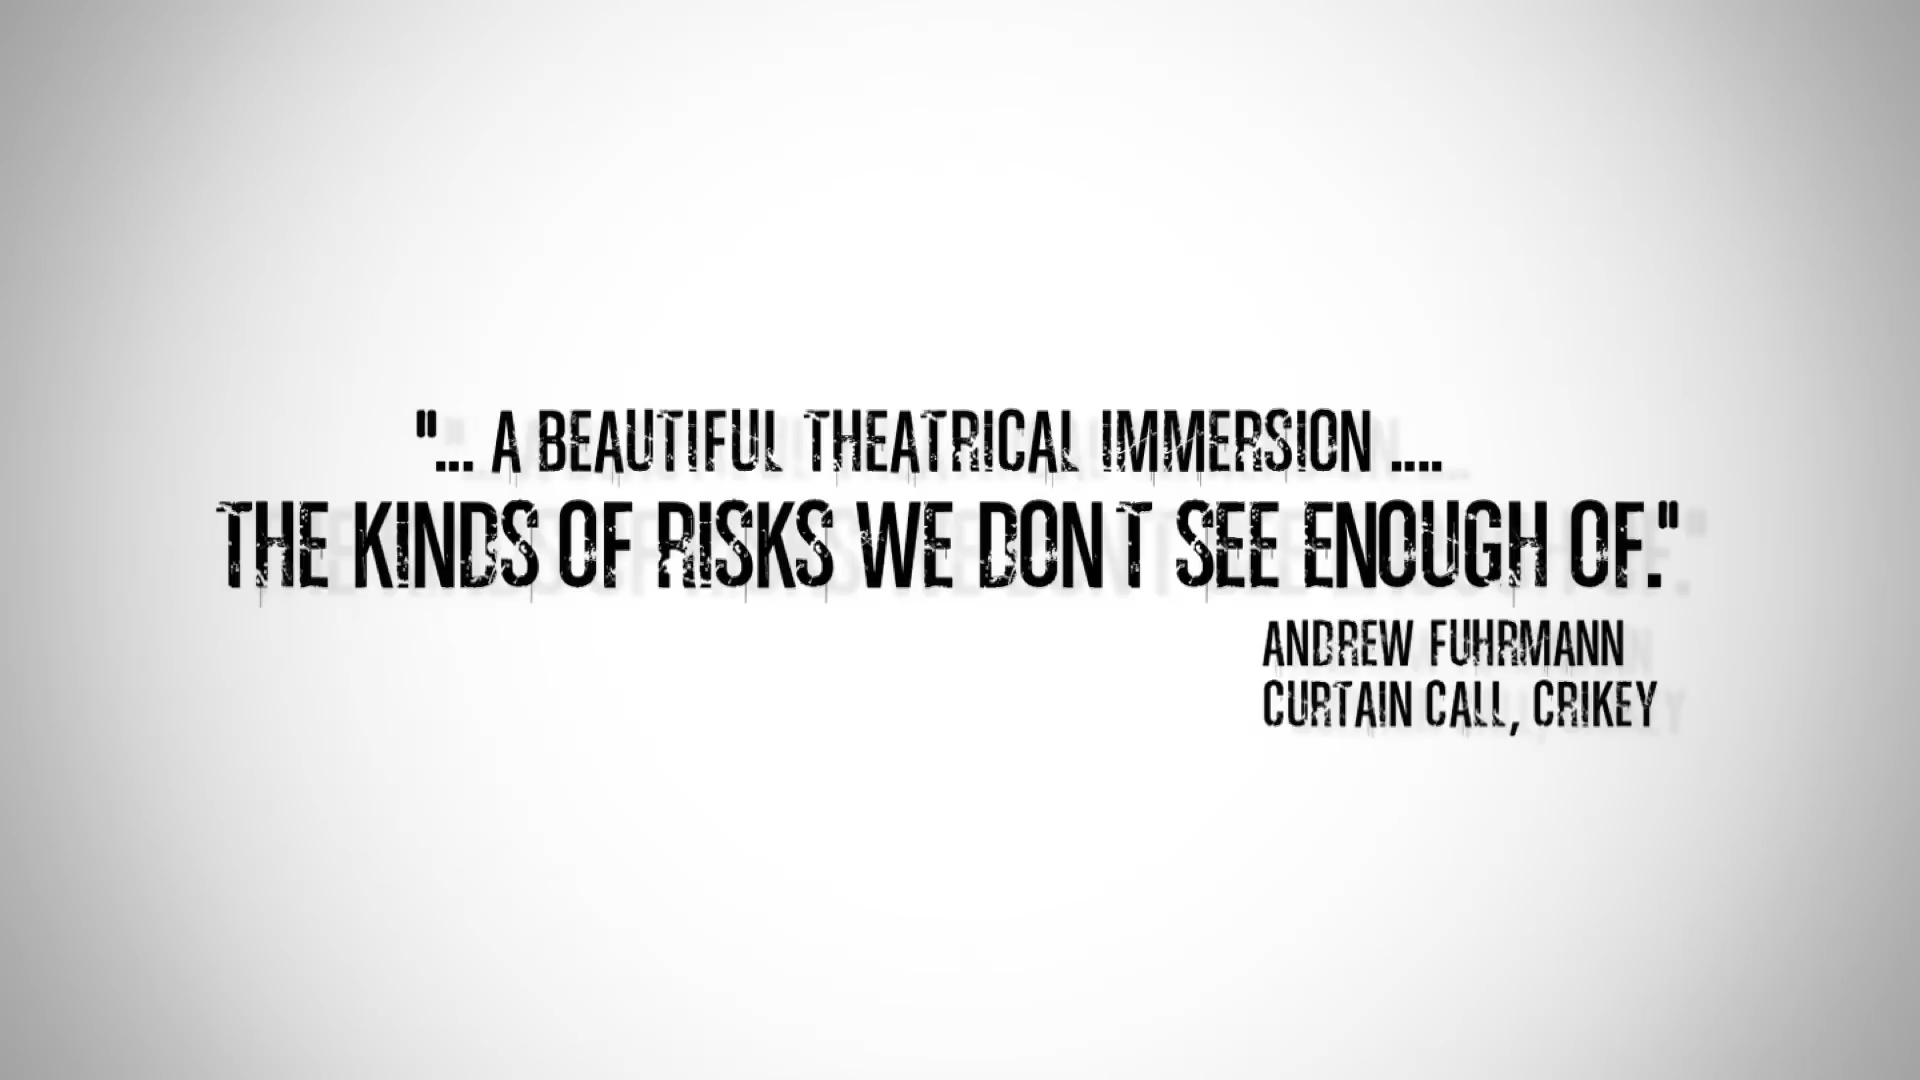 "... A BEAUTIFUL THEATRICAL IMMERSION ....
THE KINDS OF RISKS WE DON T SEE ENOUGH OF."
ANDREW FUHRMANN
CURTAIN CALL, CRIKEY